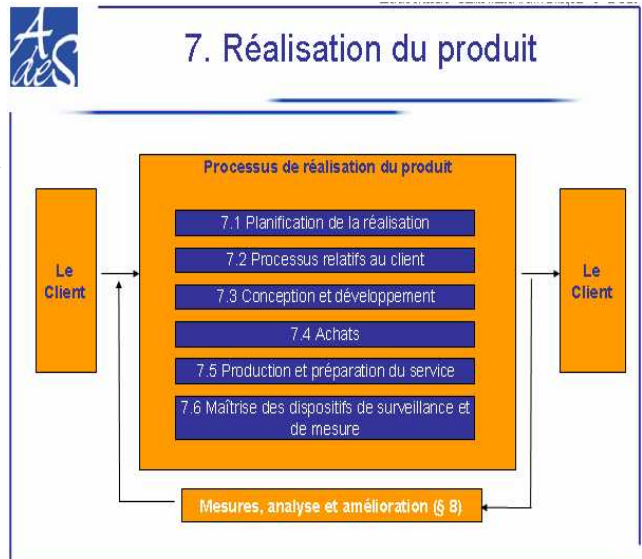 A
de S
7. Réalisation du produit
Processus de réalisation du produit
7.1 Planification de la réalisation
7.2 Processus relatifs au client
7.3 Conception et développement
7.4 Achats
7.5 Production et préparation du service
7.6 Maîtrise des dispositifs de surveillance et
de mesure
Le
Client
Le
Client
Mesures, analyse et amélioration (§ 8)